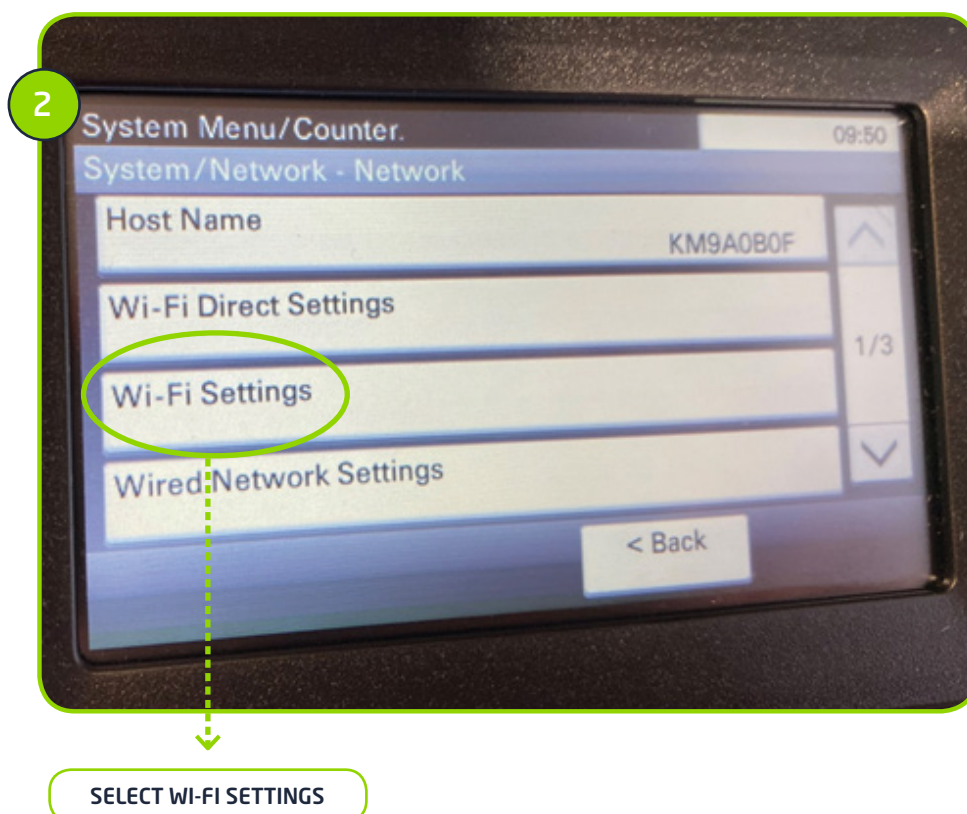 2
System Menu/Counter.
09:50
System/Network - Network
Host Name
KM9A0B0F
Wi-Fi Direct Settings
1/3
Wi-Fi Settings
Wired Network Settings
< Back
SELECT WI-FI SETTINGS